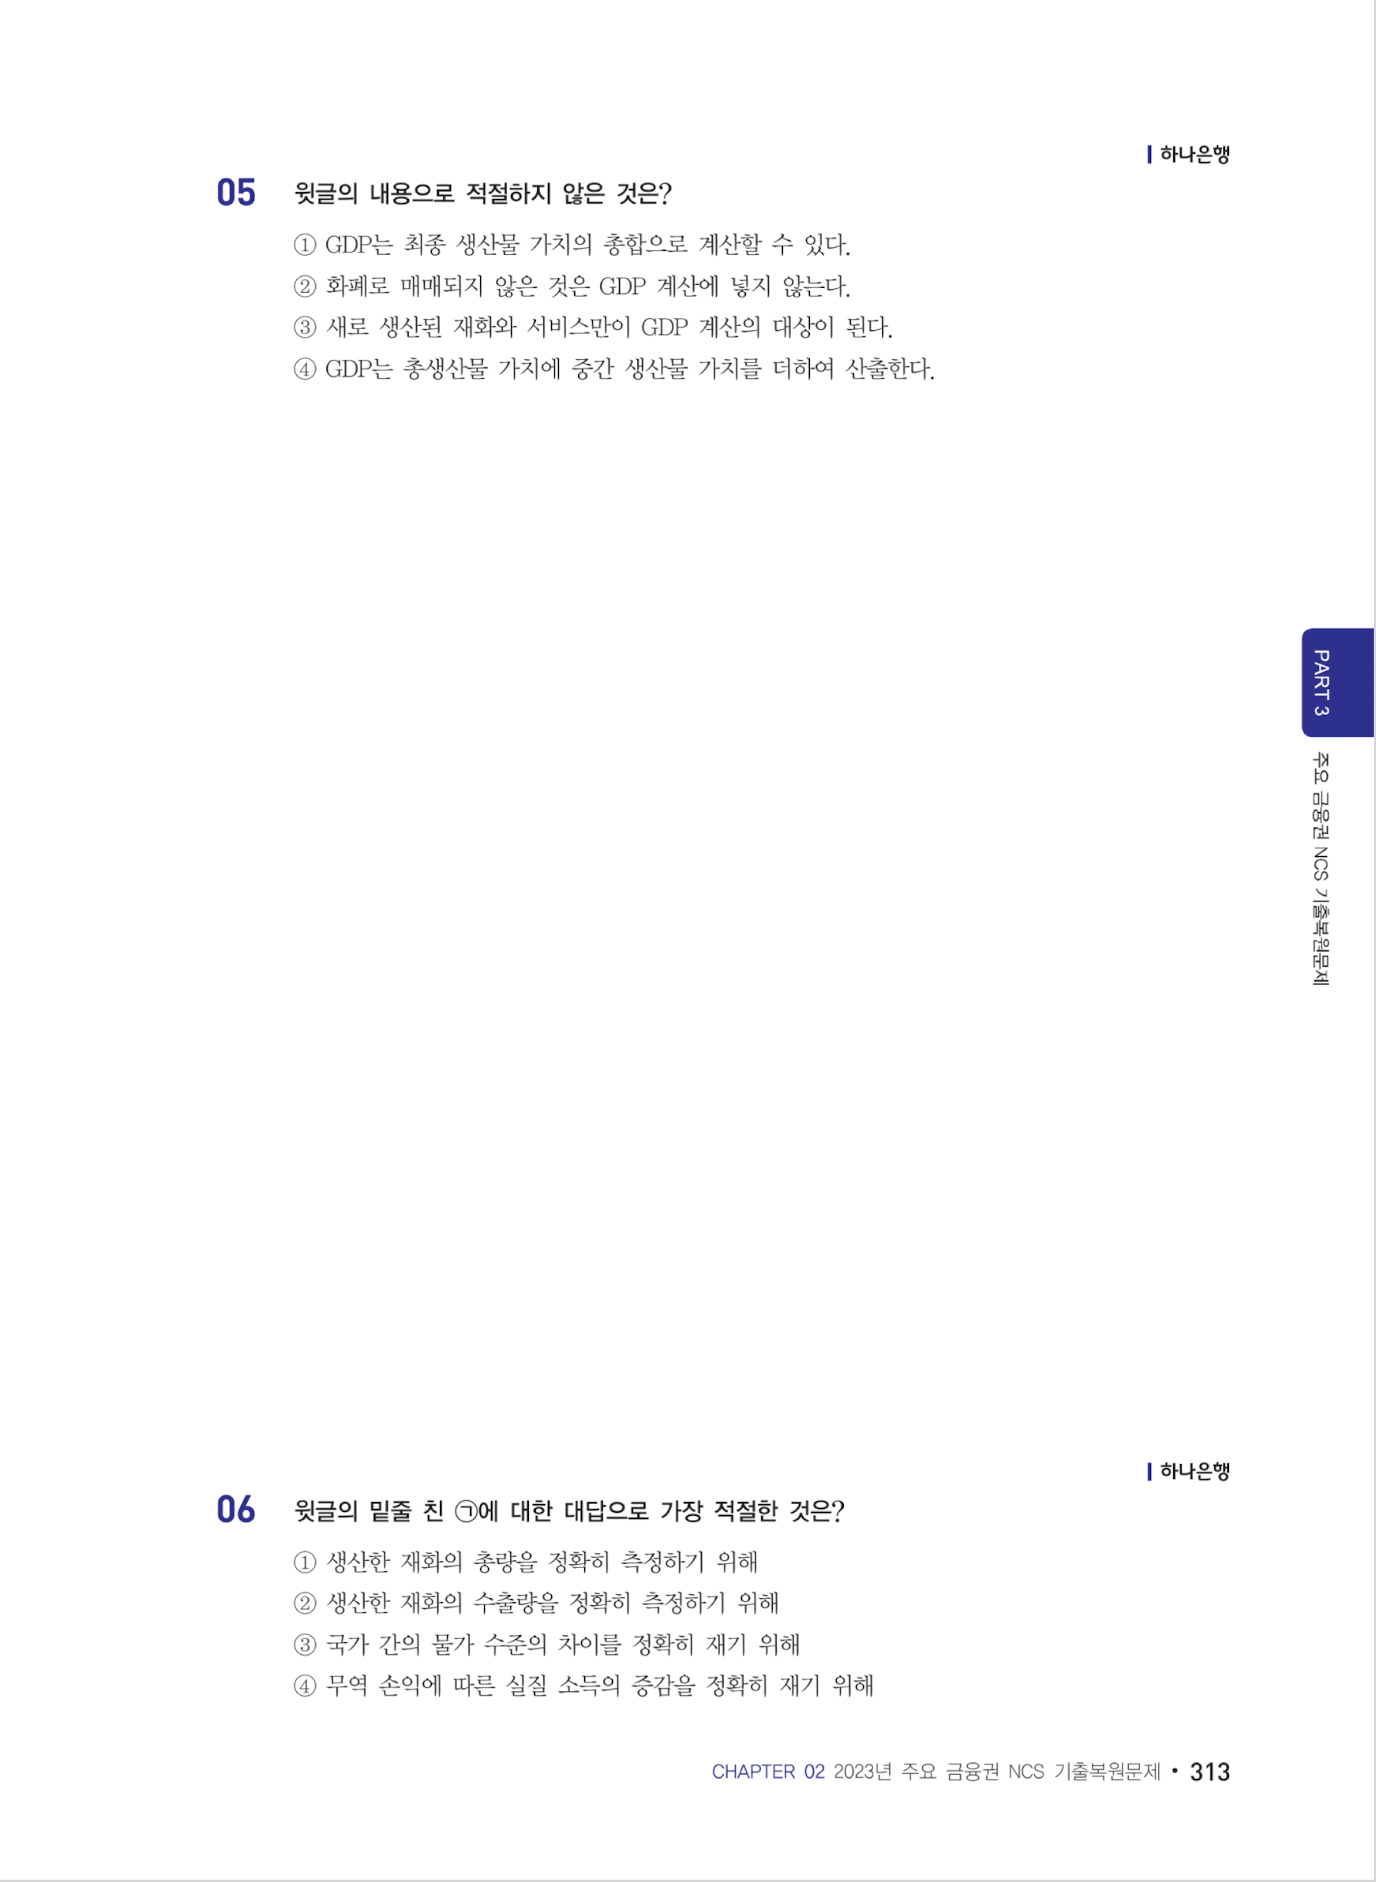 하나은행
05 윗글의 내용으로 적절하지 않은 것은?
① GDP는 최종 생산물 가치의 총합으로 계산할 수 있다.
② 화폐로 매매되지 않은 것은 GDP 계산에 넣지 않는다.
③ 새로 생산된 재화와 서비스만이 GDP 계산의 대상이 된다.
④ GDP는 총생산물 가치에 중간 생산물 가치를 더하여 산출한다.
PART 3
주요 금융권 NCS 기출복원문제
하나은행
06 윗글의 밑줄 친 ㉠에 대한 대답으로 가장 적절한 것은?
① 생산한 재화의 총량을 정확히 측정하기 위해
② 생산한 재화의 수출량을 정확히 측정하기 위해
③ 국가 간의 물가 수준의 차이를 정확히 재기 위해
④ 무역 손익에 따른 실질 소득의 증감을 정확히 재기 위해
CHAPTER 02 2023년 주요 금융권 NCS 기출복원문제 • 313